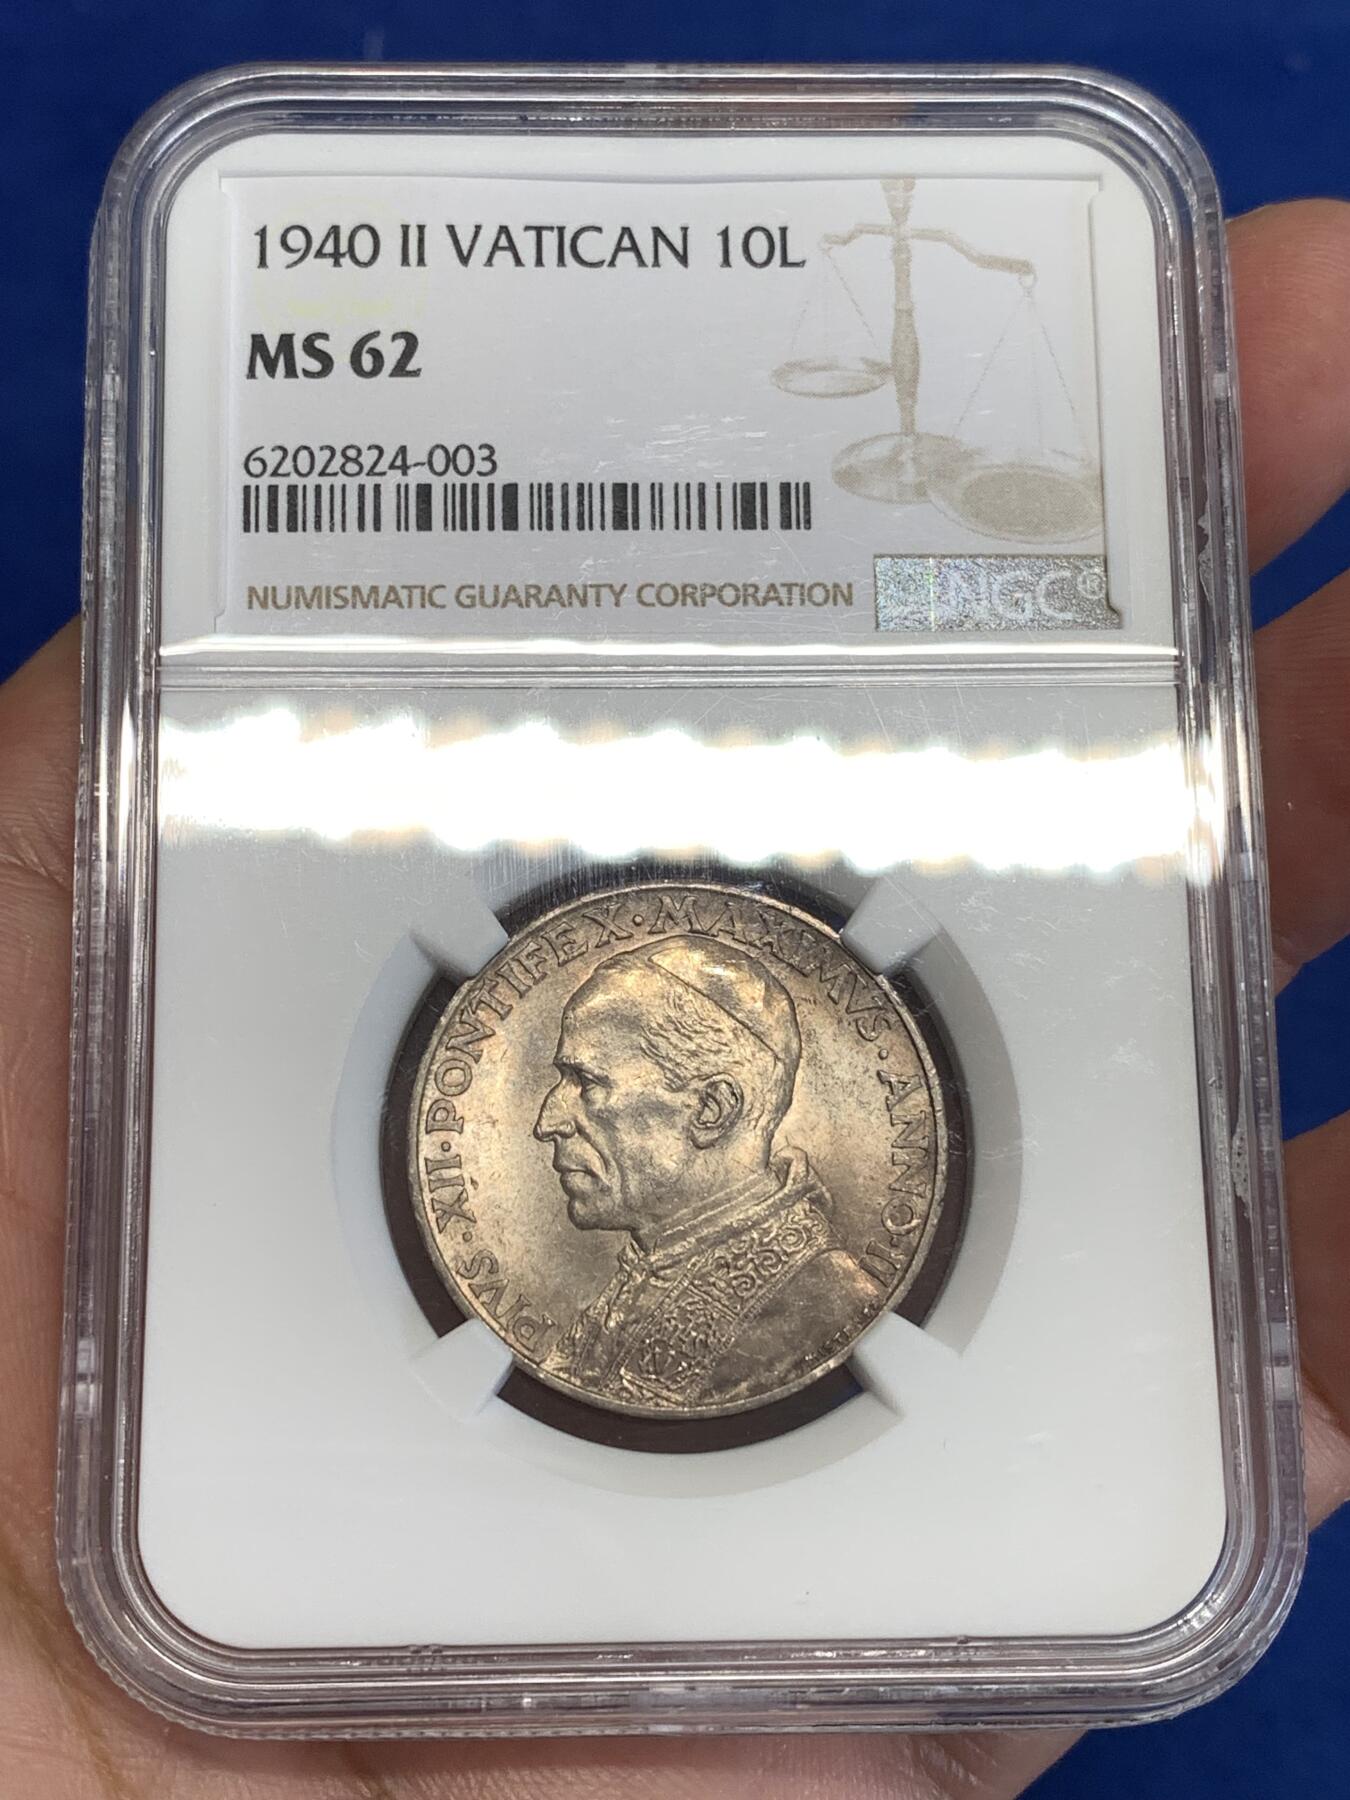 1940 II VATICAN 10L
MS 62
6202824-003
NUMISMATIC GUARANTY CORPORATION
NGC®
PIVS·XII·PONTIFEX·MAXIMVS·ANNO·II